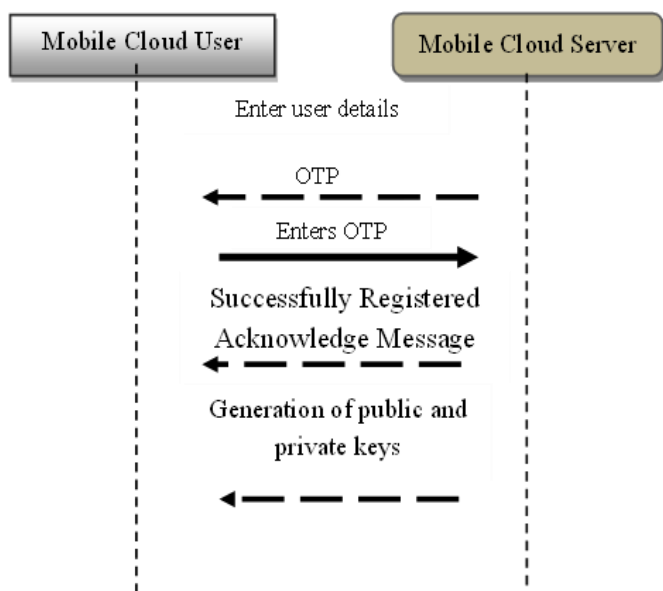 Mobile Cloud User
Mobile Cloud Server
Enter user details
OTP
Enters OTP
Successfully Registered
Acknowledge Message
Generation of public and
private keys